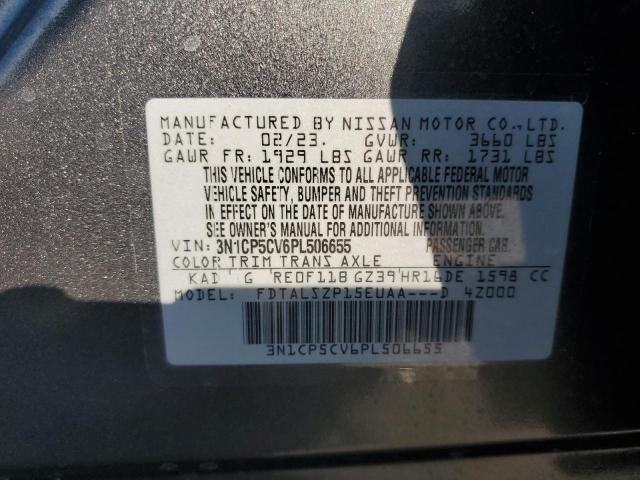 MANUFACTURED BY NISSAN MOTOR CO., LTD.
DATE: 02/23. GVWR: 3660 LBS
GAWR FR: 1929 LBS GAWR RR: 1731 LBS
THIS VEHICLE CONFORMS TO ALL APPLICABLE FEDERAL MOTOR
VEHICLE SAFETY, BUMPER AND THEFT PREVENTION STANDARDS
IN EFFECT ON THE DATE OF MANUFACTURE SHOWN ABOVE.
SEE OWNER'S MANUAL FOR ADDITIONAL INFORMATION.
VIN: 3N1CP5CV6PL506655 PASSENGER CAR.
COLOR TRIM TRANS AXLE ENGINE
KAD G RE0F11B GZ39 HR16DE 1598 CC
MODEL: FDTALSZP15EUAA---D 4Z000
3N1CP5CV6PL506655